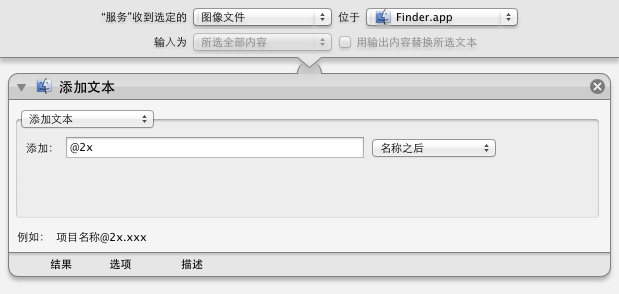 “服务”收到选定的 图像文件 位于 Finder.app
输入为 所选全部内容 用输出内容替换所选文本
添加文本
添加文本
添加： @2x 名称之后
例如： 项目名称@2x.xxx
结果 选项 描述